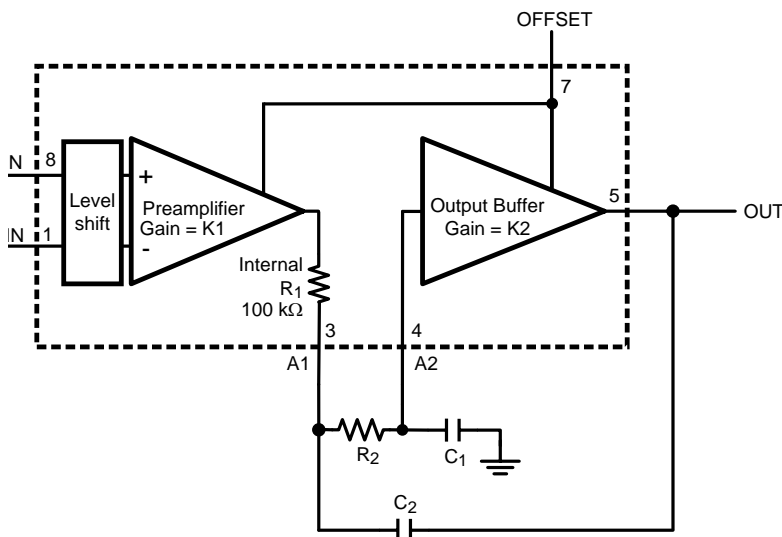 OFFSET
7
N 8
IN 1
Level
shift
+
-
Preamplifier
Gain = K1
Output Buffer
Gain = K2
5
OUT
Internal
R1
100 kΩ
3
4
A1
A2
R2
C1
C2